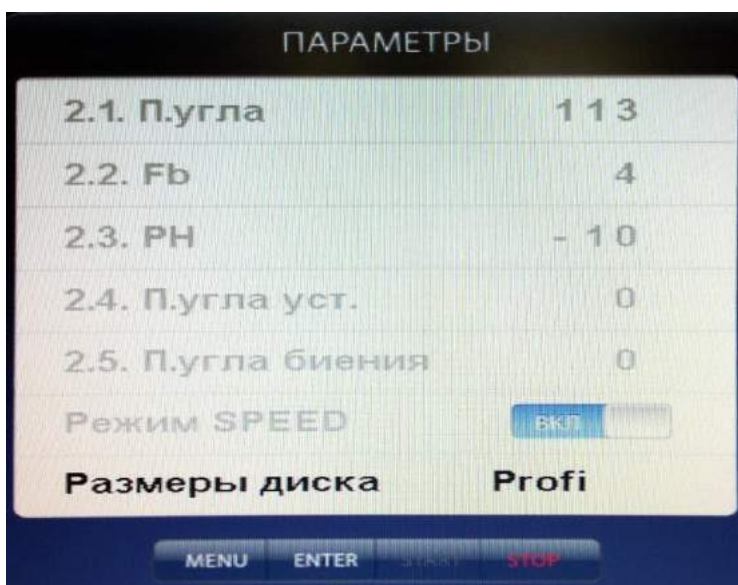 ПАРАМЕТРЫ
2.1. П.угла 113
2.2. Fb 4
2.3. PH - 10
2.4. П.угла уст. 0
2.5. П.угла биения 0
Режим SPEED ВКЛ
Размеры диска Profi
MENU ENTER START STOP